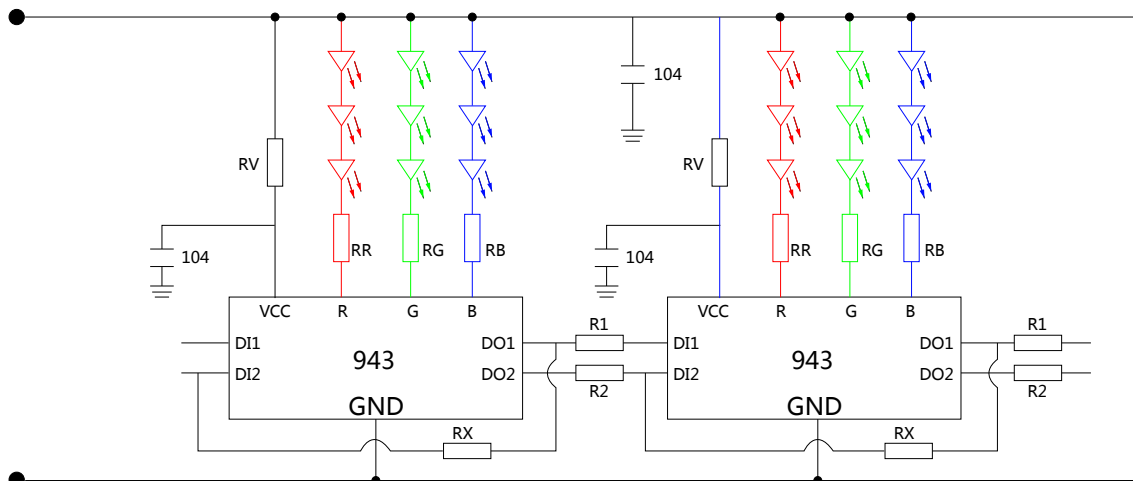 104
RV
RV
RR
RG
RB
RR
RG
RB
104
104
VCC
R
G
B
VCC
R
G
B
DI1
943
DO1
R1
DI1
943
DO1
R1
DI2
DO2
R2
DI2
DO2
R2
GND
GND
RX
RX